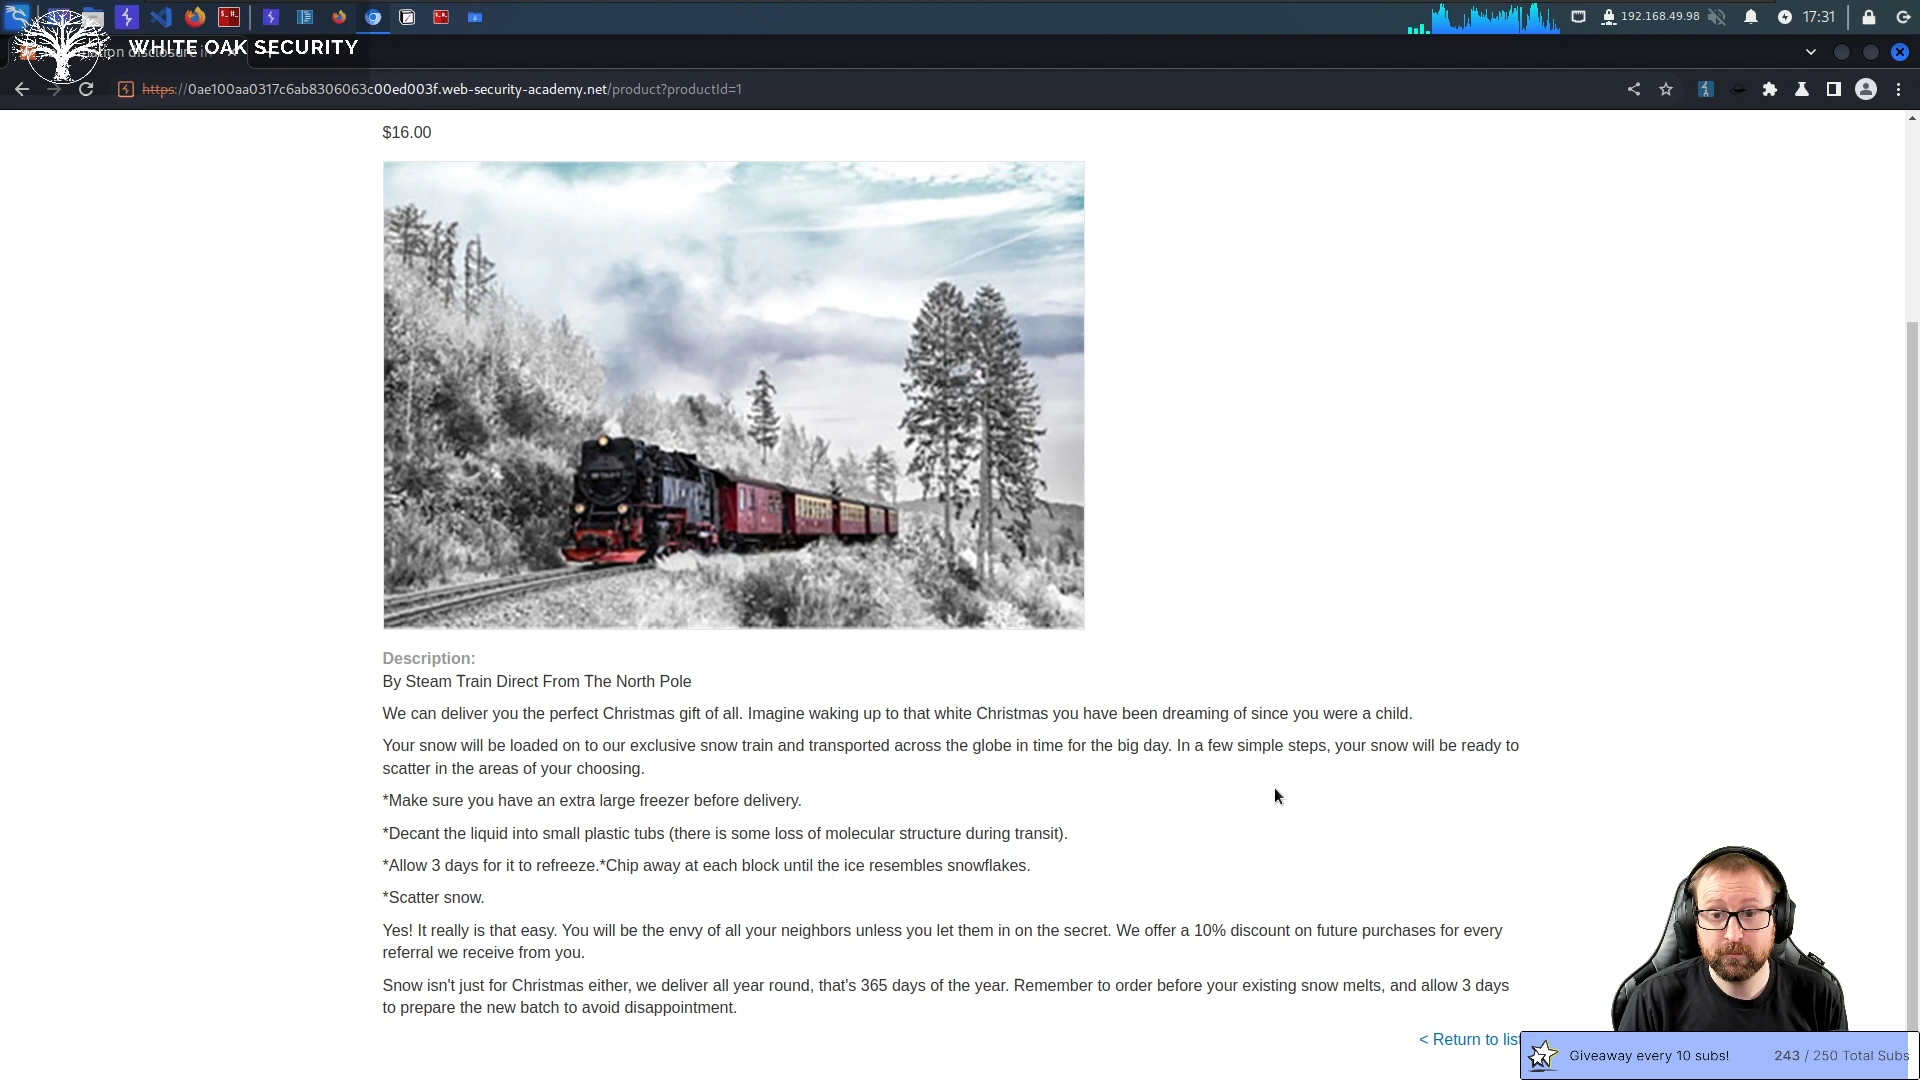 192.168.49.98
17:31
WHITE OAK SECURITY
https://0ae100aa0317c6ab8306063c00ed003f.web-security-academy.net/product?productId=1
$16.00
Description:
By Steam Train Direct From The North Pole
We can deliver you the perfect Christmas gift of all. Imagine waking up to that white Christmas you have been dreaming of since you were a child.
Your snow will be loaded on to our exclusive snow train and transported across the globe in time for the big day. In a few simple steps, your snow will be ready to
scatter in the areas of your choosing.
*Make sure you have an extra large freezer before delivery.
*Decant the liquid into small plastic tubs (there is some loss of molecular structure during transit).
*Allow 3 days for it to refreeze.*Chip away at each block until the ice resembles snowflakes.
*Scatter snow.
Yes! It really is that easy. You will be the envy of all your neighbors unless you let them in on the secret. We offer a 10% discount on future purchases for every
referral we receive from you.
Snow isn't just for Christmas either, we deliver all year round, that's 365 days of the year. Remember to order before your existing snow melts, and allow 3 days
to prepare the new batch to avoid disappointment.
< Return to list
Giveaway every 10 subs! 243 / 250 Total Subs